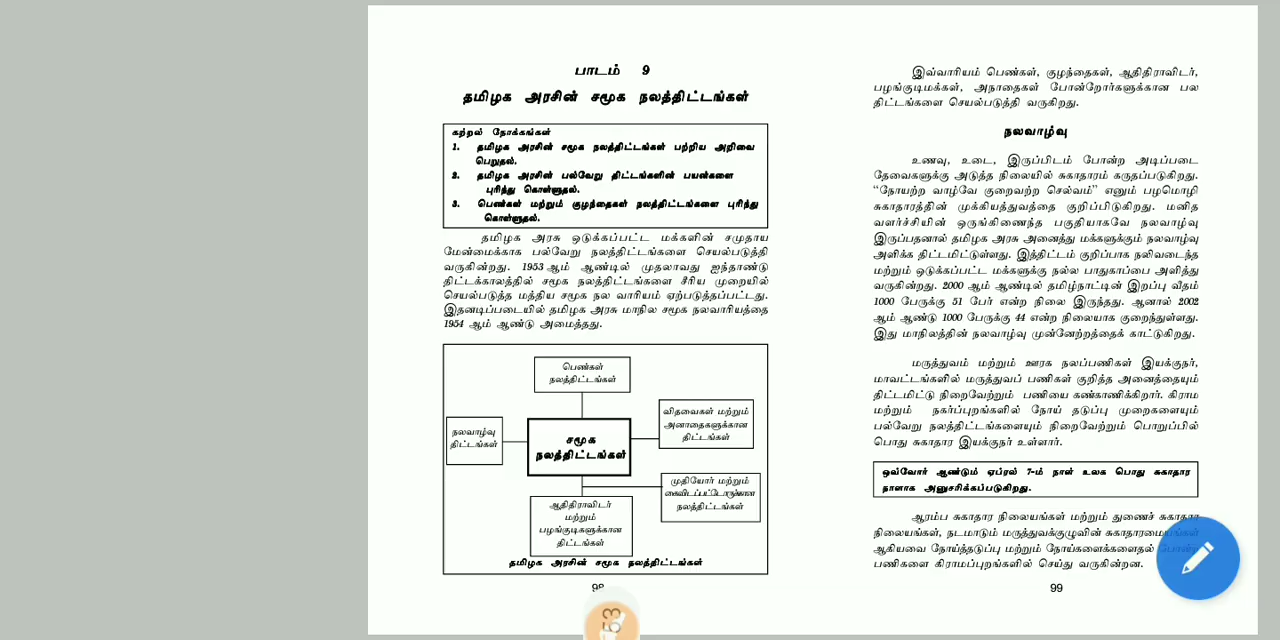 பாடம் 9
தமிழக அரசின் சமூக நலத்திட்டங்கள்
கற்றல் நோக்கங்கள்
1. தமிழக அரசின் சமூக நலத்திட்டங்கள் பற்றிய அறிவை
பெறுதல்.
2. தமிழக அரசின் பல்வேறு திட்டங்களின் பயன்களை
புரிந்து கொள்ளுதல்.
3. பெண்கள் மற்றும் குழந்தைகள் நலத்திட்டங்களை புரிந்து
கொள்ளுதல்.
தமிழக அரசு ஒடுக்கப்பட்ட மக்களின் சமுதாய
மேன்மைக்காக பல்வேறு நலத்திட்டங்களை செயல்படுத்தி
வருகின்றது. 1953 ஆம் ஆண்டில் முதலாவது ஐந்தாண்டு
திட்டக்காலத்தில் சமூக நலத்திட்டங்களை சீரிய முறையில்
செயல்படுத்த மத்திய சமூக நல வாரியம் ஏற்படுத்தப்பட்டது.
இதனடிப்படையில் தமிழக அரசு மாநில சமூக நலவாரியத்தை
1954 ஆம் ஆண்டு அமைத்தது.
பெண்கள்
நலத்திட்டங்கள்
விதவைகள் மற்றும்
அனாதைகளுக்கான
திட்டங்கள்
நலவாழ்வு
திட்டங்கள்
சமூக
நலத்திட்டங்கள்
முதியோர் மற்றும்
கைவிடப்பட்டோருக்கான
நலத்திட்டங்கள்
ஆதிதிராவிடர்
மற்றும்
பழங்குடிகளுக்கான
திட்டங்கள்
தமிழக அரசின் சமூக நலத்திட்டங்கள்
98
இவ்வாரியம் பெண்கள், குழந்தைகள், ஆதிதிராவிடர்,
பழங்குடிமக்கள், அநாதைகள் போன்றோர்களுக்கான பல
திட்டங்களை செயல்படுத்தி வருகிறது.
நலவாழ்வு
உணவு, உடை, இருப்பிடம் போன்ற அடிப்படை
தேவைகளுக்கு அடுத்த நிலையில் சுகாதாரம் கருதப்படுகிறது.
“நோயற்ற வாழ்வே குறைவற்ற செல்வம்” எனும் பழமொழி
சுகாதாரத்தின் முக்கியத்துவத்தை குறிப்பிடுகிறது. மனித
வளர்ச்சியின் ஒருங்கிணைந்த பகுதியாகவே நலவாழ்வு
இருப்பதனால் தமிழக அரசு அனைத்து மக்களுக்கும் நலவாழ்வு
அளிக்க திட்டமிட்டுள்ளது. இத்திட்டம் குறிப்பாக நலிவடைந்த
மற்றும் ஒடுக்கப்பட்ட மக்களுக்கு நல்ல பாதுகாப்பை அளித்து
வருகின்றது. 2000 ஆம் ஆண்டில் தமிழ்நாட்டின் இறப்பு வீதம்
1000 பேருக்கு 51 பேர் என்ற நிலை இருந்தது. ஆனால் 2002
ஆம் ஆண்டு 1000 பேருக்கு 44 என்ற நிலையாக குறைந்துள்ளது.
இது மாநிலத்தின் நலவாழ்வு முன்னேற்றத்தைக் காட்டுகிறது.
மருத்துவம் மற்றும் ஊரக நலப்பணிகள் இயக்குநர்,
மாவட்டங்களில் மருத்துவப் பணிகள் குறித்த அனைத்தையும்
திட்டமிட்டு நிறைவேற்றும் பணியை கண்காணிக்கிறார். கிராம
மற்றும் நகர்ப்புறங்களில் நோய் தடுப்பு முறைகளையும்
பல்வேறு நலத்திட்டங்களையும் நிறைவேற்றும் பொறுப்பில்
பொது சுகாதார இயக்குநர் உள்ளார்.
ஒவ்வோர் ஆண்டும் ஏப்ரல் 7-ம் நாள் உலக பொது சுகாதார
நாளாக அனுசரிக்கப்படுகிறது.
ஆரம்ப சுகாதார நிலையங்கள் மற்றும் துணைச் சுகாதார
நிலையங்கள், நடமாடும் மருத்துவக்குழுவின் சுகாதாரமையங்கள்
ஆகியவை நோய்த்தடுப்பு மற்றும் நோய்களைக்களைதல் போன்ற
பணிகளை கிராமப்புறங்களில் செய்து வருகின்றன.
99